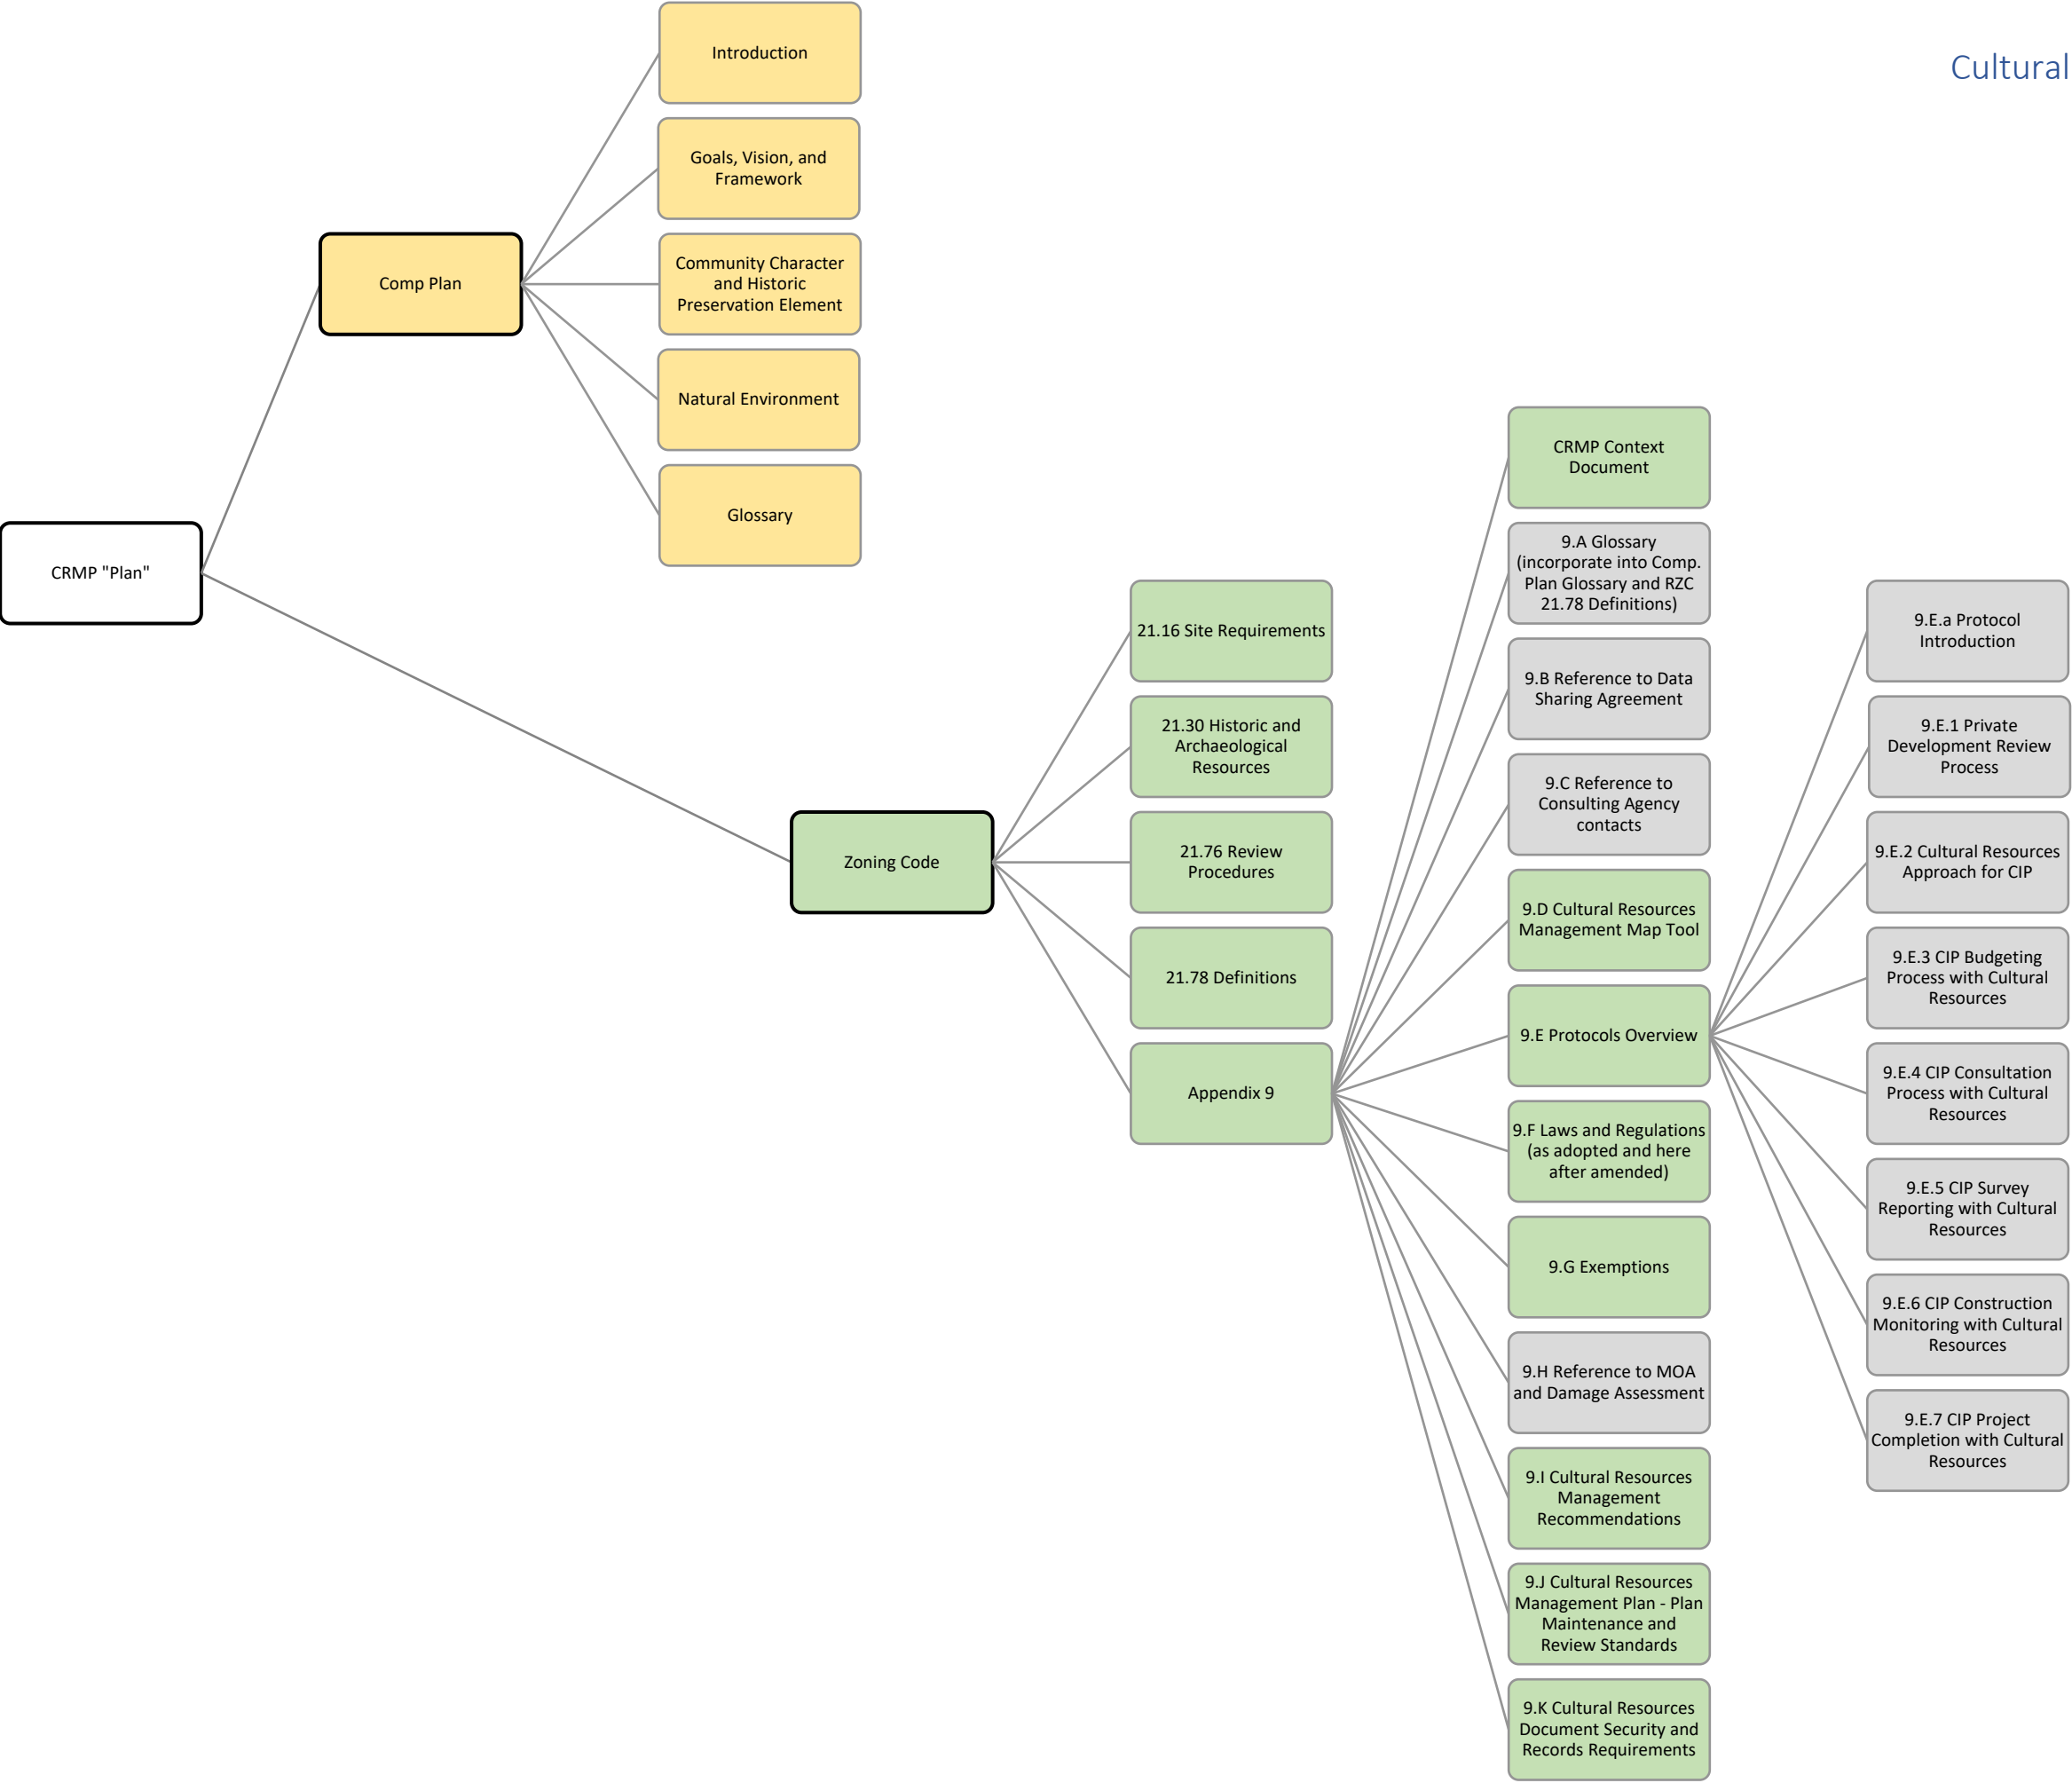 Cultural
CRMP "Plan"
Comp Plan
Introduction
Goals, Vision, and
Framework
Community Character
and Historic
Preservation Element
Natural Environment
Glossary
Zoning Code
21.16 Site Requirements
21.30 Historic and
Archaeological
Resources
21.76 Review
Procedures
21.78 Definitions
Appendix 9
CRMP Context
Document
9.A Glossary
(incorporate into Comp.
Plan Glossary and RZC
21.78 Definitions)
9.B Reference to Data
Sharing Agreement
9.C Reference to
Consulting Agency
contacts
9.D Cultural Resources
Management Map Tool
9.E Protocols Overview
9.E.a Protocol
Introduction
9.E.1 Private
Development Review
Process
9.E.2 Cultural Resources
Approach for CIP
9.E.3 CIP Budgeting
Process with Cultural
Resources
9.E.4 CIP Consultation
Process with Cultural
Resources
9.E.5 CIP Survey
Reporting with Cultural
Resources
9.E.6 CIP Construction
Monitoring with Cultural
Resources
9.E.7 CIP Project
Completion with Cultural
Resources
9.F Laws and Regulations
(as adopted and here
after amended)
9.G Exemptions
9.H Reference to MOA
and Damage Assessment
9.I Cultural Resources
Management
Recommendations
9.J Cultural Resources
Management Plan - Plan
Maintenance and
Review Standards
9.K Cultural Resources
Document Security and
Records Requirements